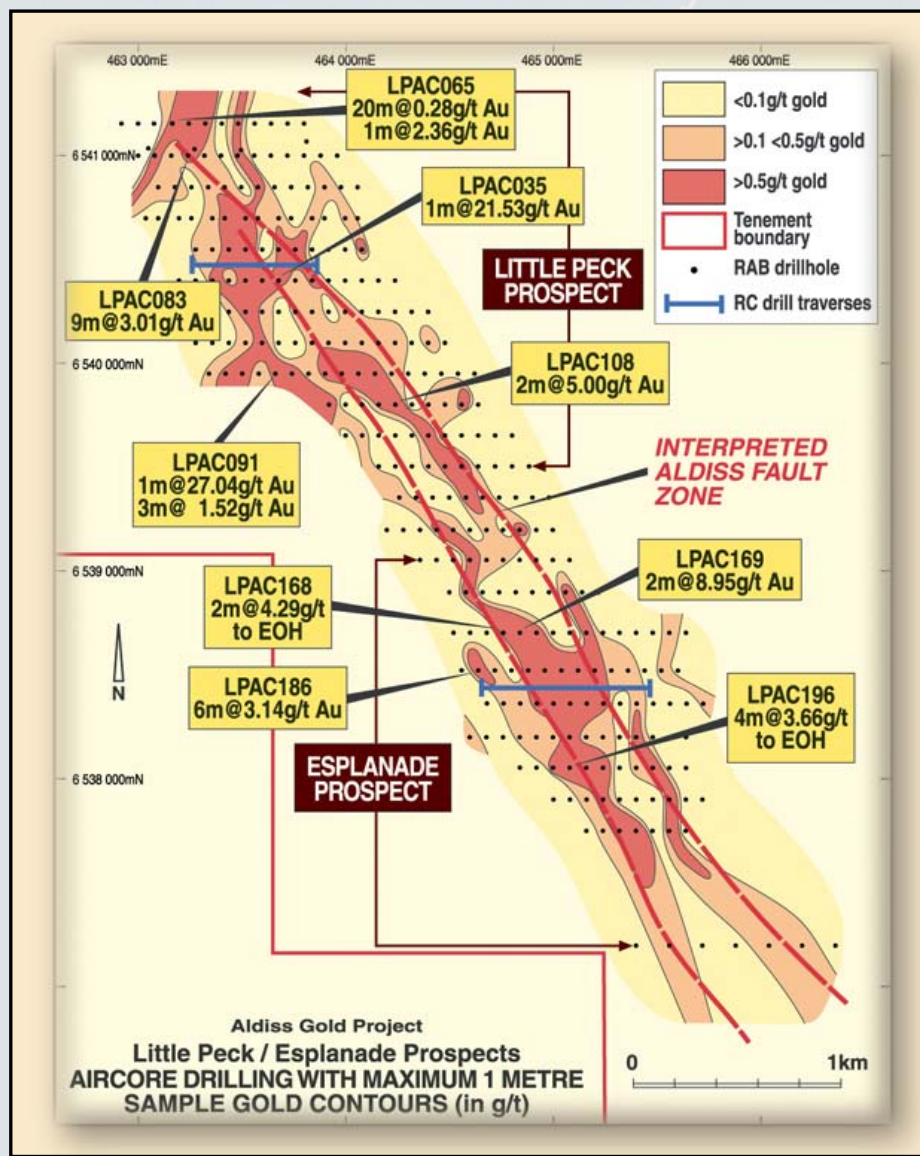 463 000mE
464 000mE
465 000mE
466 000mE
6 541 000mN
6 540 000mN
6 539 000mN
6 538 000mN
LPAC065
20m@0.28g/t Au
1m@2.36g/t Au
LPAC035
1m@21.53g/t Au
LITTLE PECK
PROSPECT
LPAC083
9m@3.01g/t Au
LPAC108
2m@5.00g/t Au
LPAC091
1m@27.04g/t Au
3m@ 1.52g/t Au
INTERPRETED
ALDISS FAULT
ZONE
LPAC169
2m@8.95g/t Au
LPAC168
2m@4.29g/t
to EOH
LPAC186
6m@3.14g/t Au
LPAC196
4m@3.66g/t
to EOH
ESPLANADE
PROSPECT
N
<0.1g/t gold
>0.1 <0.5g/t gold
>0.5g/t gold
Tenement
boundary
RAB drillhole
RC drill traverses
Aldiss Gold Project
Little Peck / Esplanade Prospects
AIRCORE DRILLING WITH MAXIMUM 1 METRE
SAMPLE GOLD CONTOURS (in g/t)
0
1km